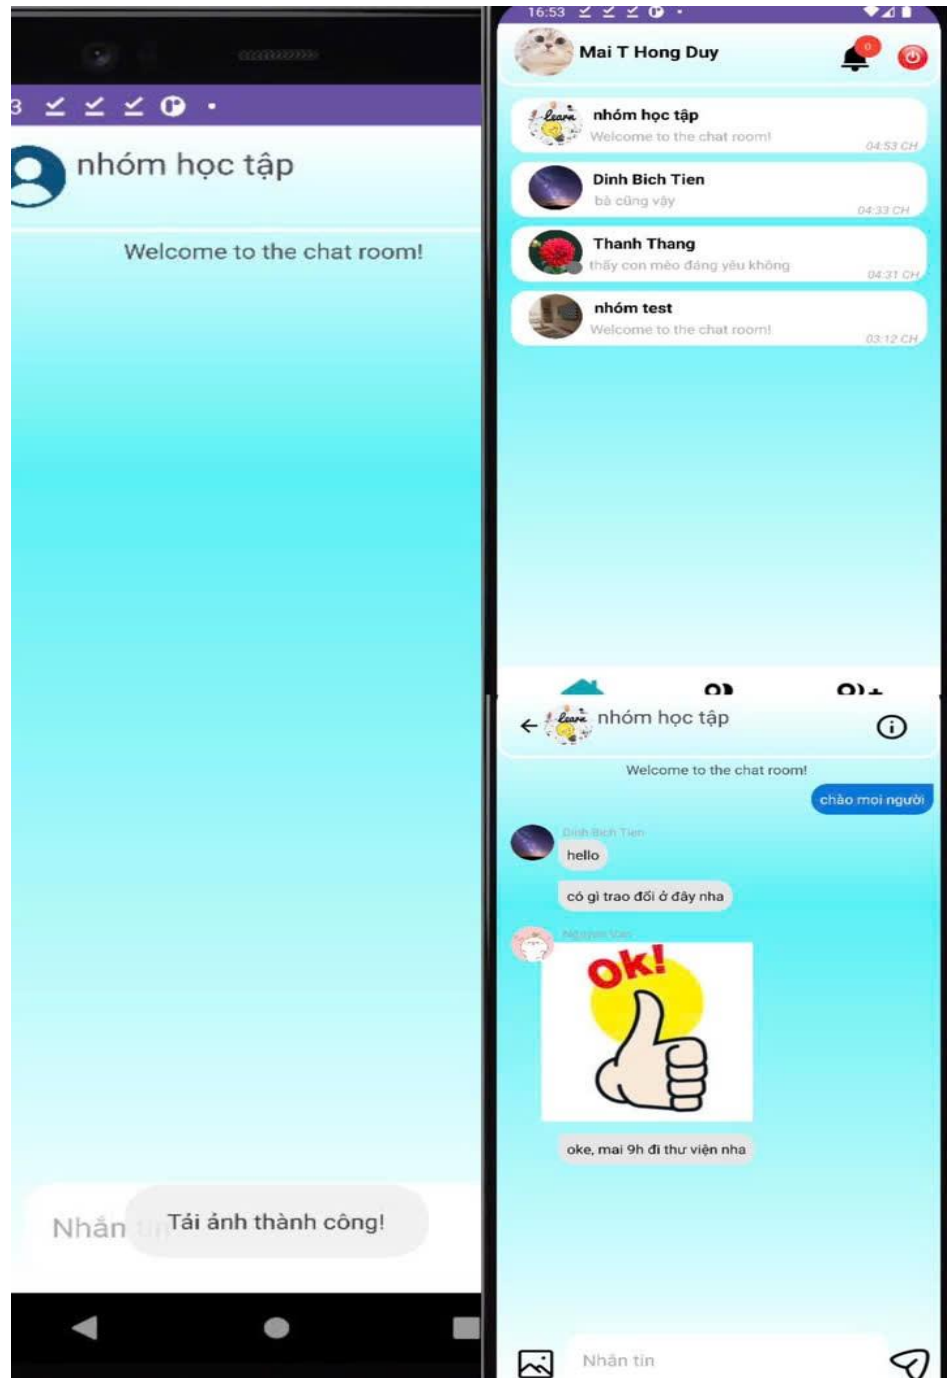 3
nhóm học tập
Welcome to the chat room!
Nhắn
Tải ảnh thành công!
16:53
Mai T Hong Duy
0
learn
nhóm học tập
Welcome to the chat room!
04:53 CH
Dinh Bich Tien
bà cũng vậy
04:33 CH
Thanh Thang
thấy con mèo đáng yêu không
04:31 CH
nhóm test
Welcome to the chat room!
03:12 CH
learn
nhóm học tập
Welcome to the chat room!
chào mọi người
Dinh Bich Tien
hello
có gì trao đổi ở đây nha
Nguyen Van
Ok!
oke, mai 9h đi thư viện nha
Nhắn tin